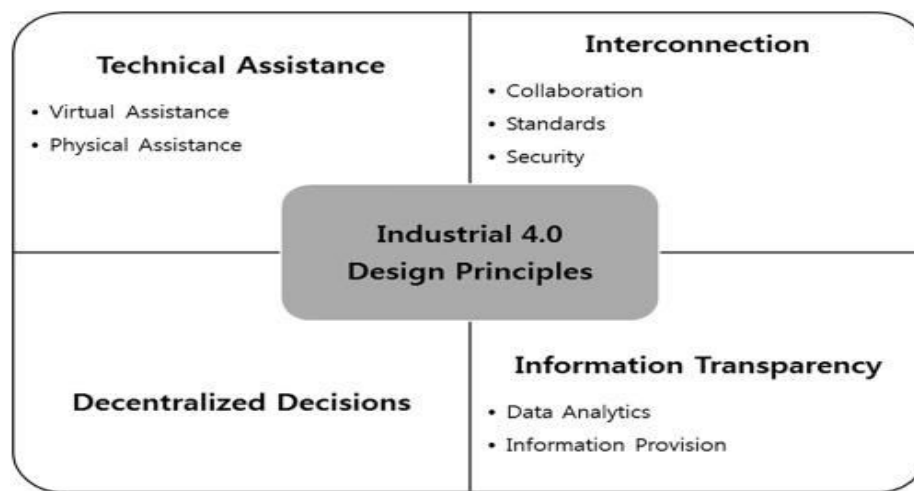 Technical Assistance
• Virtual Assistance
• Physical Assistance
Interconnection
• Collaboration
• Standards
• Security
Industrial 4.0
Design Principles
Decentralized Decisions
Information Transparency
• Data Analytics
• Information Provision